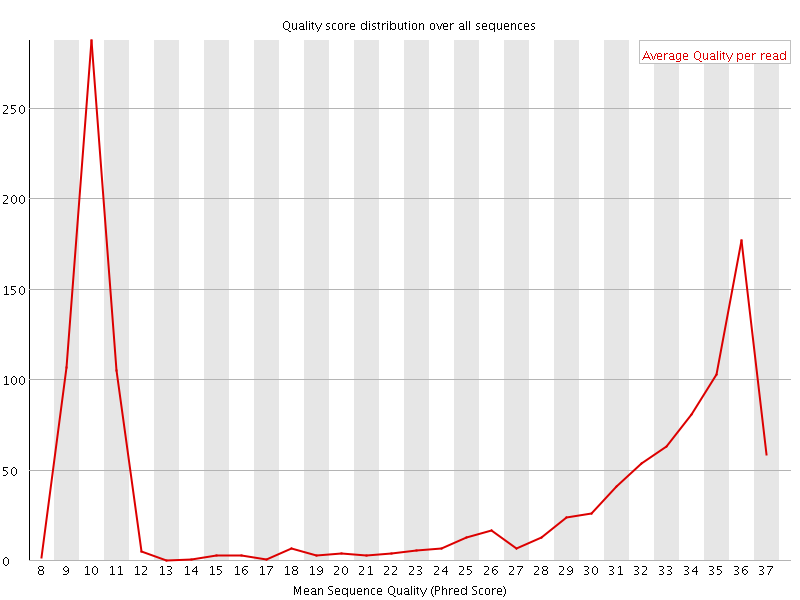 Quality score distribution over all sequences
Average Quality per read
250
200
150
100
50
0
8 9 10 11 12 13 14 15 16 17 18 19 20 21 22 23 24 25 26 27 28 29 30 31 32 33 34 35 36 37
Mean Sequence Quality (Phred Score)